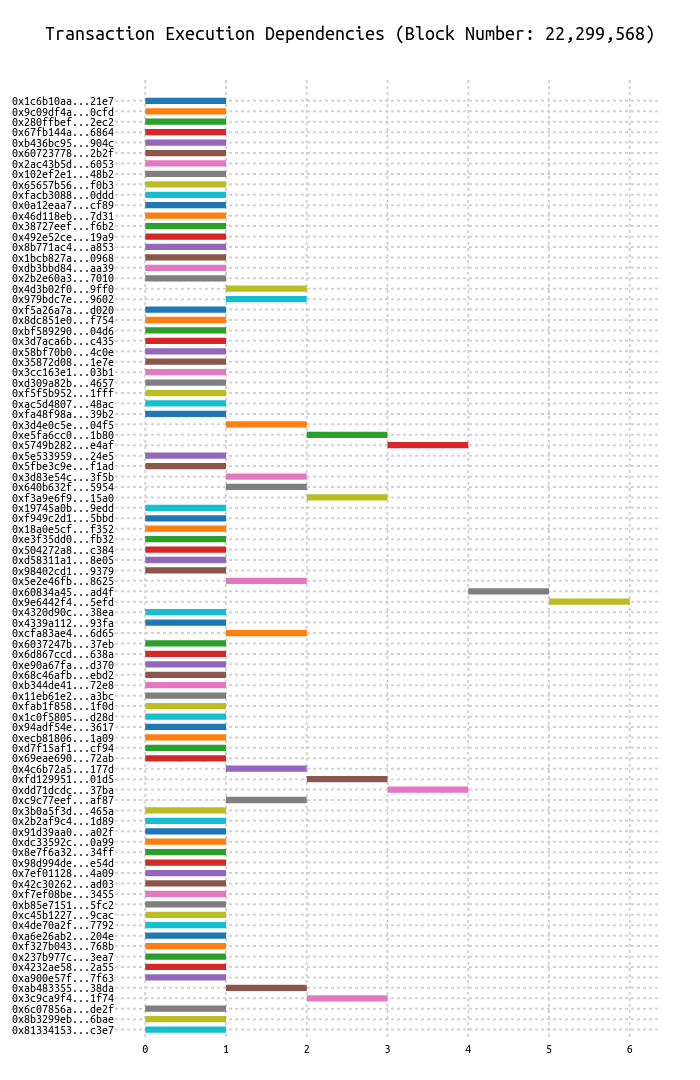 Transaction Execution Dependencies (Block Number: 22,299,568)
0x1c6b10aa...21e7
0x9c09df4a...0cfd
0x280ffbef...2ec2
0x67fb144a...6864
0xb436bc95...904c
0x60723778...2b2f
0x2ac43b5d...6053
0x102ef2e1...48b2
0x65657b56...f0b3
0xfacb3088...0ddd
0x0a12eaa7...cf89
0x46d118eb...7d31
0x38727eef...f6b2
0x492e52ce...19a9
0x8b771ac4...a853
0x1bcb827a...0968
0xdb3bbd84...aa39
0x2b2e60a3...7010
0x4d3b02f0...9ff0
0x979bdc7e...9602
0xf5a26a7a...d020
0x8dc851e0...f754
0xbf589290...04d6
0x3d7aca6b...c435
0x58bf70b0...4c0e
0x35872d08...1e7e
0x3cc163e1...03b1
0xd309a82b...4657
0xf5f5b952...1fff
0xac5d4807...48ac
0xfa48f98a...39b2
0x3d4e0c5e...04f5
0xe5fa6cc0...1b80
0x5749b282...e4af
0x5e533959...24e5
0x5fbe3c9e...f1ad
0x3d83e54c...3f5b
0x640b632f...5954
0xf3a9e6f9...15a0
0x19745a0b...9edd
0xf949c2d1...5bbd
0x18a0e5cf...f352
0xe3f35dd0...fb32
0x504272a8...c384
0xd58311a1...8e05
0x98402cd1...9379
0x5e2e46fb...8625
0x60834a45...ad4f
0x9e6442f4...5efd
0x4320d90c...38ea
0x4339a112...93fa
0xcfa83ae4...6d65
0x6037247b...37eb
0x6d867ccd...638a
0xe90a67fa...d370
0x68c46afb...ebd2
0xb344de41...72e8
0x11eb61e2...a3bc
0xfab1f858...1f0d
0x1c0f5805...d28d
0x94adf54e...3617
0xecb81806...1a09
0xd7f15af1...cf94
0x69eae690...72ab
0x4c6b72a5...177d
0xfd129951...01d5
0xdd71dcdc...37ba
0xc9c77eef...af87
0x3b0a5f3d...465a
0x2b2af9c4...1d89
0x91d39aa0...a02f
0xdc33592c...0a99
0x8e7f6a32...34ff
0x98d994de...e54d
0x7ef01128...4a09
0x42c30262...ad03
0xf7ef08be...3455
0xb85e7151...5fc2
0xc45b1227...9cac
0x4de70a2f...7792
0xa6e26ab2...204e
0xf327b043...768b
0x237b977c...3ea7
0x4232ae58...2a55
0xa900e57f...7f63
0xab483355...38da
0x3c9ca9f4...1f74
0x6c07856a...de2f
0x8b3299eb...6bae
0x81334153...c3e7
0 1 2 3 4 5 6